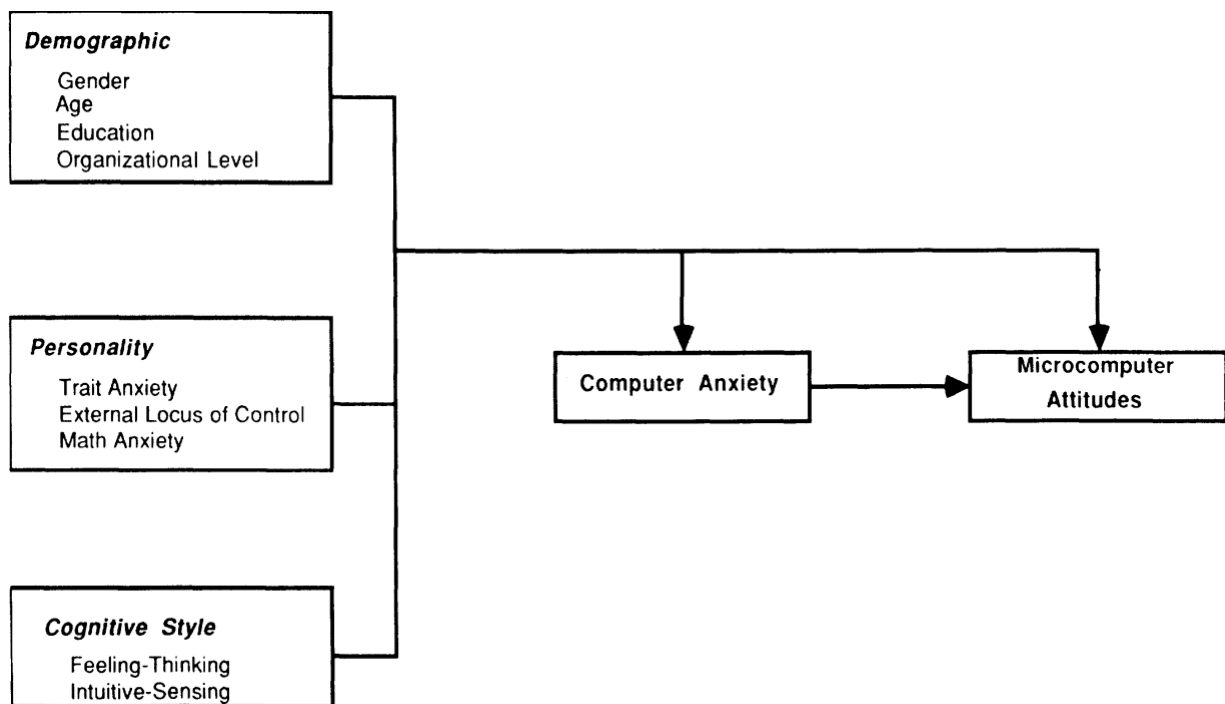 Demographic
Gender
Age
Education
Organizational Level
Personality
Trait Anxiety
External Locus of Control
Math Anxiety
Cognitive Style
Feeling-Thinking
Intuitive-Sensing
Computer Anxiety
Microcomputer
Attitudes